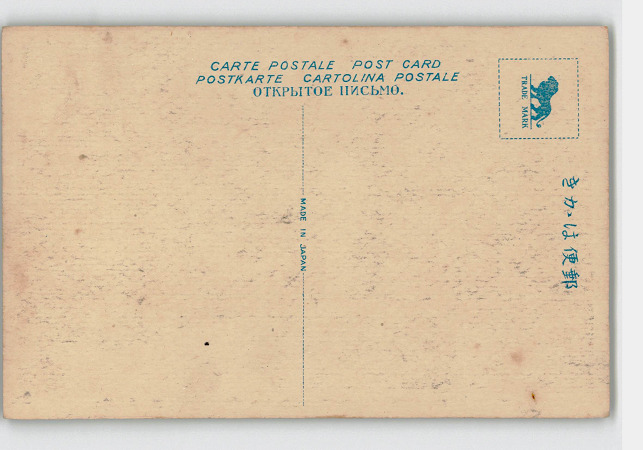 CARTE POSTALE POST CARD
POSTKARTE CARTOLINA POSTALE
ОТКРЫТОЕ ПИСЬМО.
TRADE MARK
MADE IN JAPAN
郵便はがき